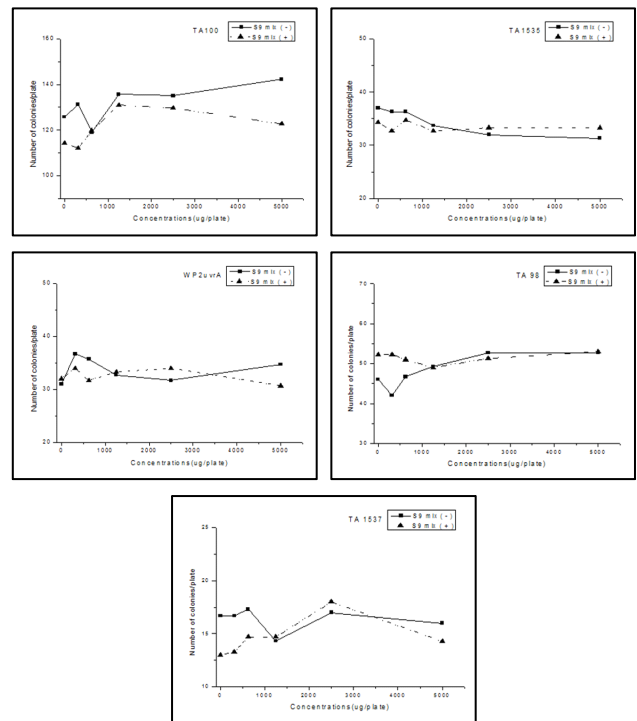 TA100
S9 mix (-)
S9 mix (+)
Number of colonies/plate
160
140
120
100
0 1000 2000 3000 4000 5000
Concentrations(ug/plate)
TA1535
S9 mix (-)
S9 mix (+)
Number of colonies/plate
50
40
30
20
0 1000 2000 3000 4000 5000
Concentrations(ug/plate)
WP2uvrA
S9 mix (-)
S9 mix (+)
Number of colonies/plate
50
40
30
20
0 1000 2000 3000 4000 5000
Concentrations(ug/plate)
TA 98
S9 mix (-)
S9 mix (+)
Number of colonies/plate
70
60
50
40
30
0 1000 2000 3000 4000 5000
Concentrations(ug/plate)
TA 1537
S9 mix (-)
S9 mix (+)
Number of colonies/plate
25
20
15
10
0 1000 2000 3000 4000 5000
Concentrations(ug/plate)